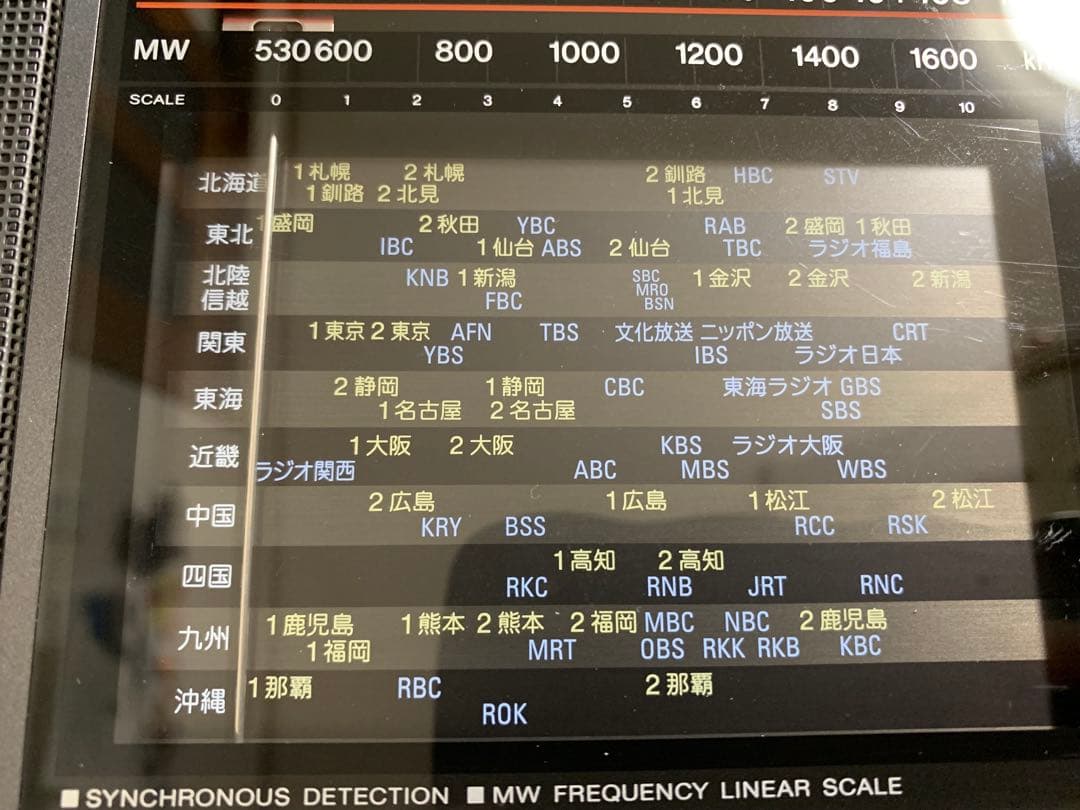 MW 530 600 800 1000 1200 1400 1600
SCALE 0 1 2 3 4 5 6 7 8 9 10
北海道 1札幌 2札幌 2釧路 HBC STV
1釧路 2北見 1北見
東北 1盛岡 2秋田 YBC RAB 2盛岡 1秋田
IBC 1仙台 ABS 2仙台 TBC ラジオ福島
北陸 KNB 1新潟 SBC 1金沢 2金沢 2新潟
信越 FBC MRO
BSN
関東 1東京 2東京 AFN TBS 文化放送 ニッポン放送 CRT
YBS IBS ラジオ日本
東海 2静岡 1静岡 CBC 東海ラジオ GBS
1名古屋 2名古屋 SBS
近畿 1大阪 2大阪 KBS ラジオ大阪
ラジオ関西 ABC MBS WBS
中国 2広島 1広島 1松江 2松江
KRY BSS RCC RSK
四国 1高知 2高知
RKC RNB JRT RNC
九州 1鹿児島 1熊本 2熊本 2福岡 MBC NBC 2鹿児島
1福岡 MRT OBS RKK RKB KBC
沖縄 1那覇 RBC 2那覇
ROK
■ SYNCHRONOUS DETECTION ■ MW FREQUENCY LINEAR SCALE